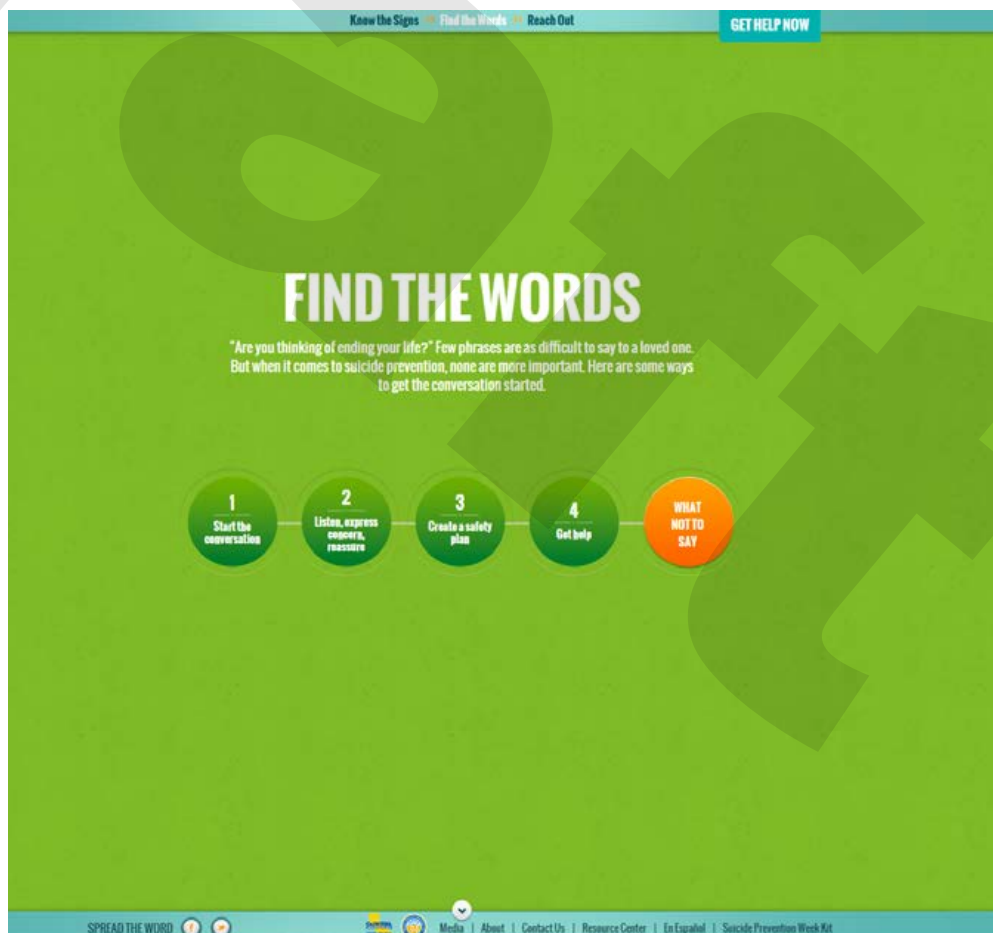 Know the Signs Find the Words Reach Out
GET HELP NOW
FIND THE WORDS
"Are you thinking of ending your life?" Few phrases are as difficult to say to a loved one.
But when it comes to suicide prevention, none are more important. Here are some ways
to get the conversation started.
1
Start the
conversation
2
Listen, express
concern,
reassure
3
Create a safety
plan
4
Get help
WHAT
NOT TO
SAY
SPREAD THE WORD
Media | About | Contact Us | Resource Center | En Español | Suicide Prevention Week Kit